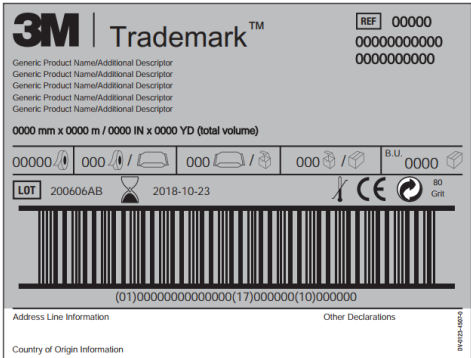 3M Trademark™ REF 00000
00000000000
0000000000
Generic Product Name/Additional Descriptor
Generic Product Name/Additional Descriptor
Generic Product Name/Additional Descriptor
Generic Product Name/Additional Descriptor
Generic Product Name/Additional Descriptor
0000 mm x 0000 m / 0000 IN x 0000 YD (total volume)
00000 000 / 000 / 000 / B.U. 0000
LOT 200606AB 2018-10-23 CE 80
Grit
(01)00000000000000(17)000000(10)000000
Address Line Information Other Declarations
Country of Origin Information